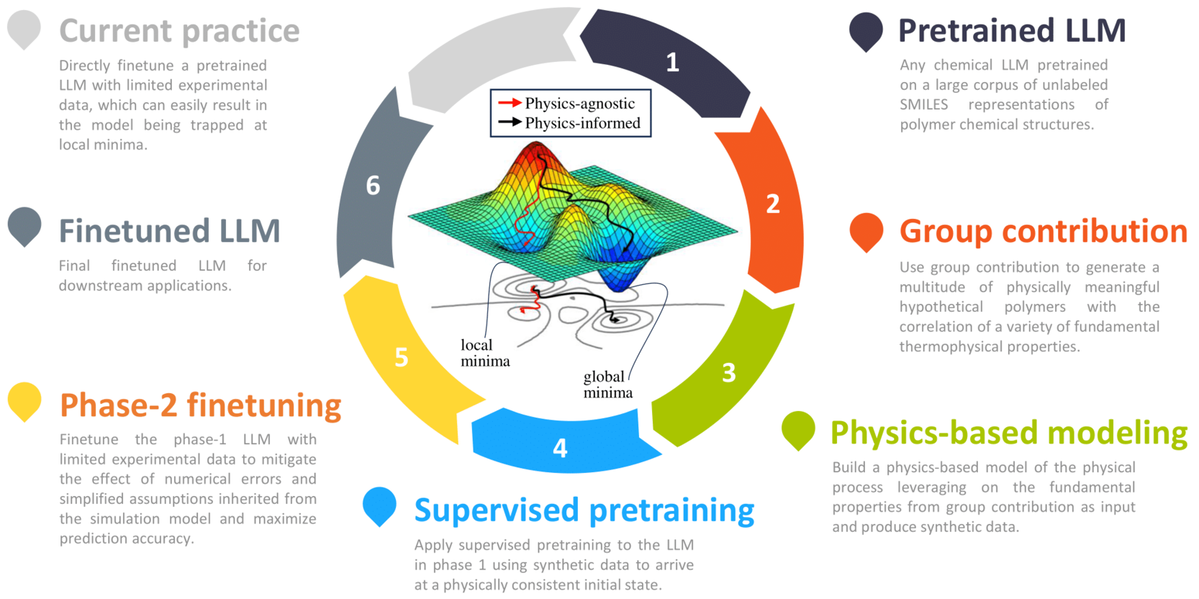 Current practice
Directly finetune a pretrained
LLM with limited experimental
data, which can easily result in
the model being trapped at
local minima.
Finetuned LLM
Final finetuned LLM for
downstream applications.
Phase-2 finetuning
Finetune the phase-1 LLM with
limited experimental data to mitigate
the effect of numerical errors and
simplified assumptions inherited from
the simulation model and maximize
prediction accuracy.
1
2
3
4
5
6
Physics-agnostic
Physics-informed
local
minima
global
minima
Supervised pretraining
Apply supervised pretraining to the LLM
in phase 1 using synthetic data to arrive
at a physically consistent initial state.
Pretrained LLM
Any chemical LLM pretrained
on a large corpus of unlabeled
SMILES representations of
polymer chemical structures.
Group contribution
Use group contribution to generate a
multitude of physically meaningful
hypothetical polymers with the
correlation of a variety of fundamental
thermophysical properties.
Physics-based modeling
Build a physics-based model of the physical
process leveraging on the fundamental
properties from group contribution as input
and produce synthetic data.